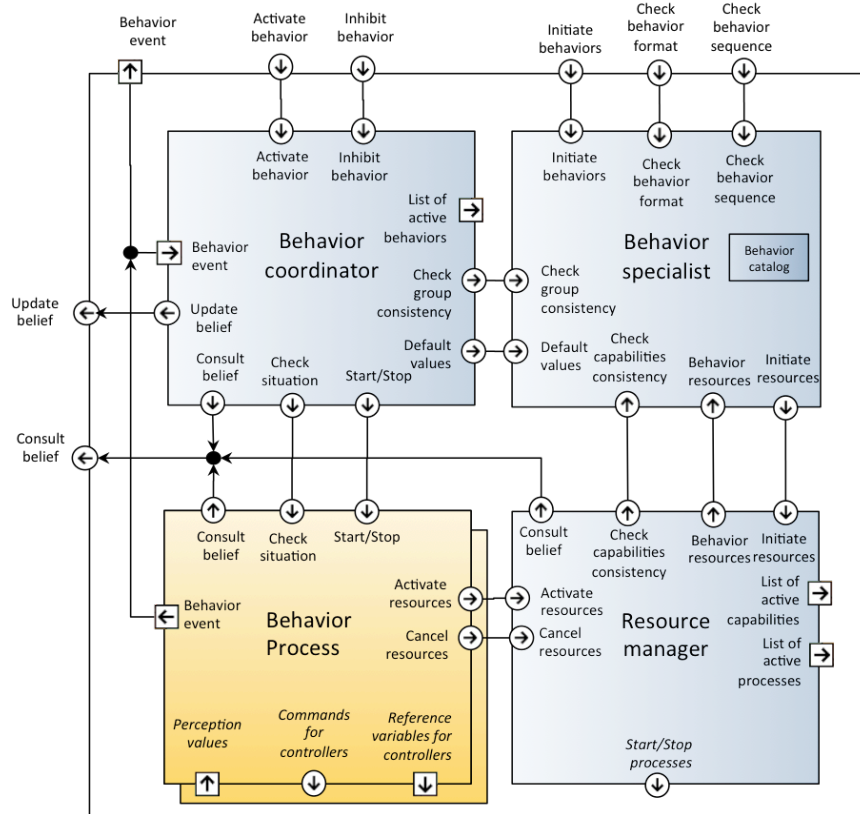 Behavior
event
Activate
behavior
Inhibit
behavior
Initiate
behaviors
Check
behavior
format
Check
behavior
sequence
Activate
behavior
Inhibit
behavior
List of
active
behaviors
Behavior
coordinator
Behavior
event
Check
group
consistency
Update
belief
Update
belief
Default
values
Consult
belief
Check
situation
Start/Stop
Initiate
behaviors
Check
behavior
format
Check
behavior
sequence
Behavior
specialist
Behavior
catalog
Check
group
consistency
Default
values
Check
capabilities
consistency
Behavior
resources
Initiate
resources
Consult
belief
Consult
belief
Check
situation
Start/Stop
Behavior
event
Behavior
Process
Activate
resources
Cancel
resources
Perception
values
Commands
for
controllers
Reference
variables for
controllers
Consult
belief
Check
capabilities
consistency
Behavior
resources
Initiate
resources
Activate
resources
Cancel
resources
Resource
manager
List of
active
capabilities
List of
active
processes
Start/Stop
processes